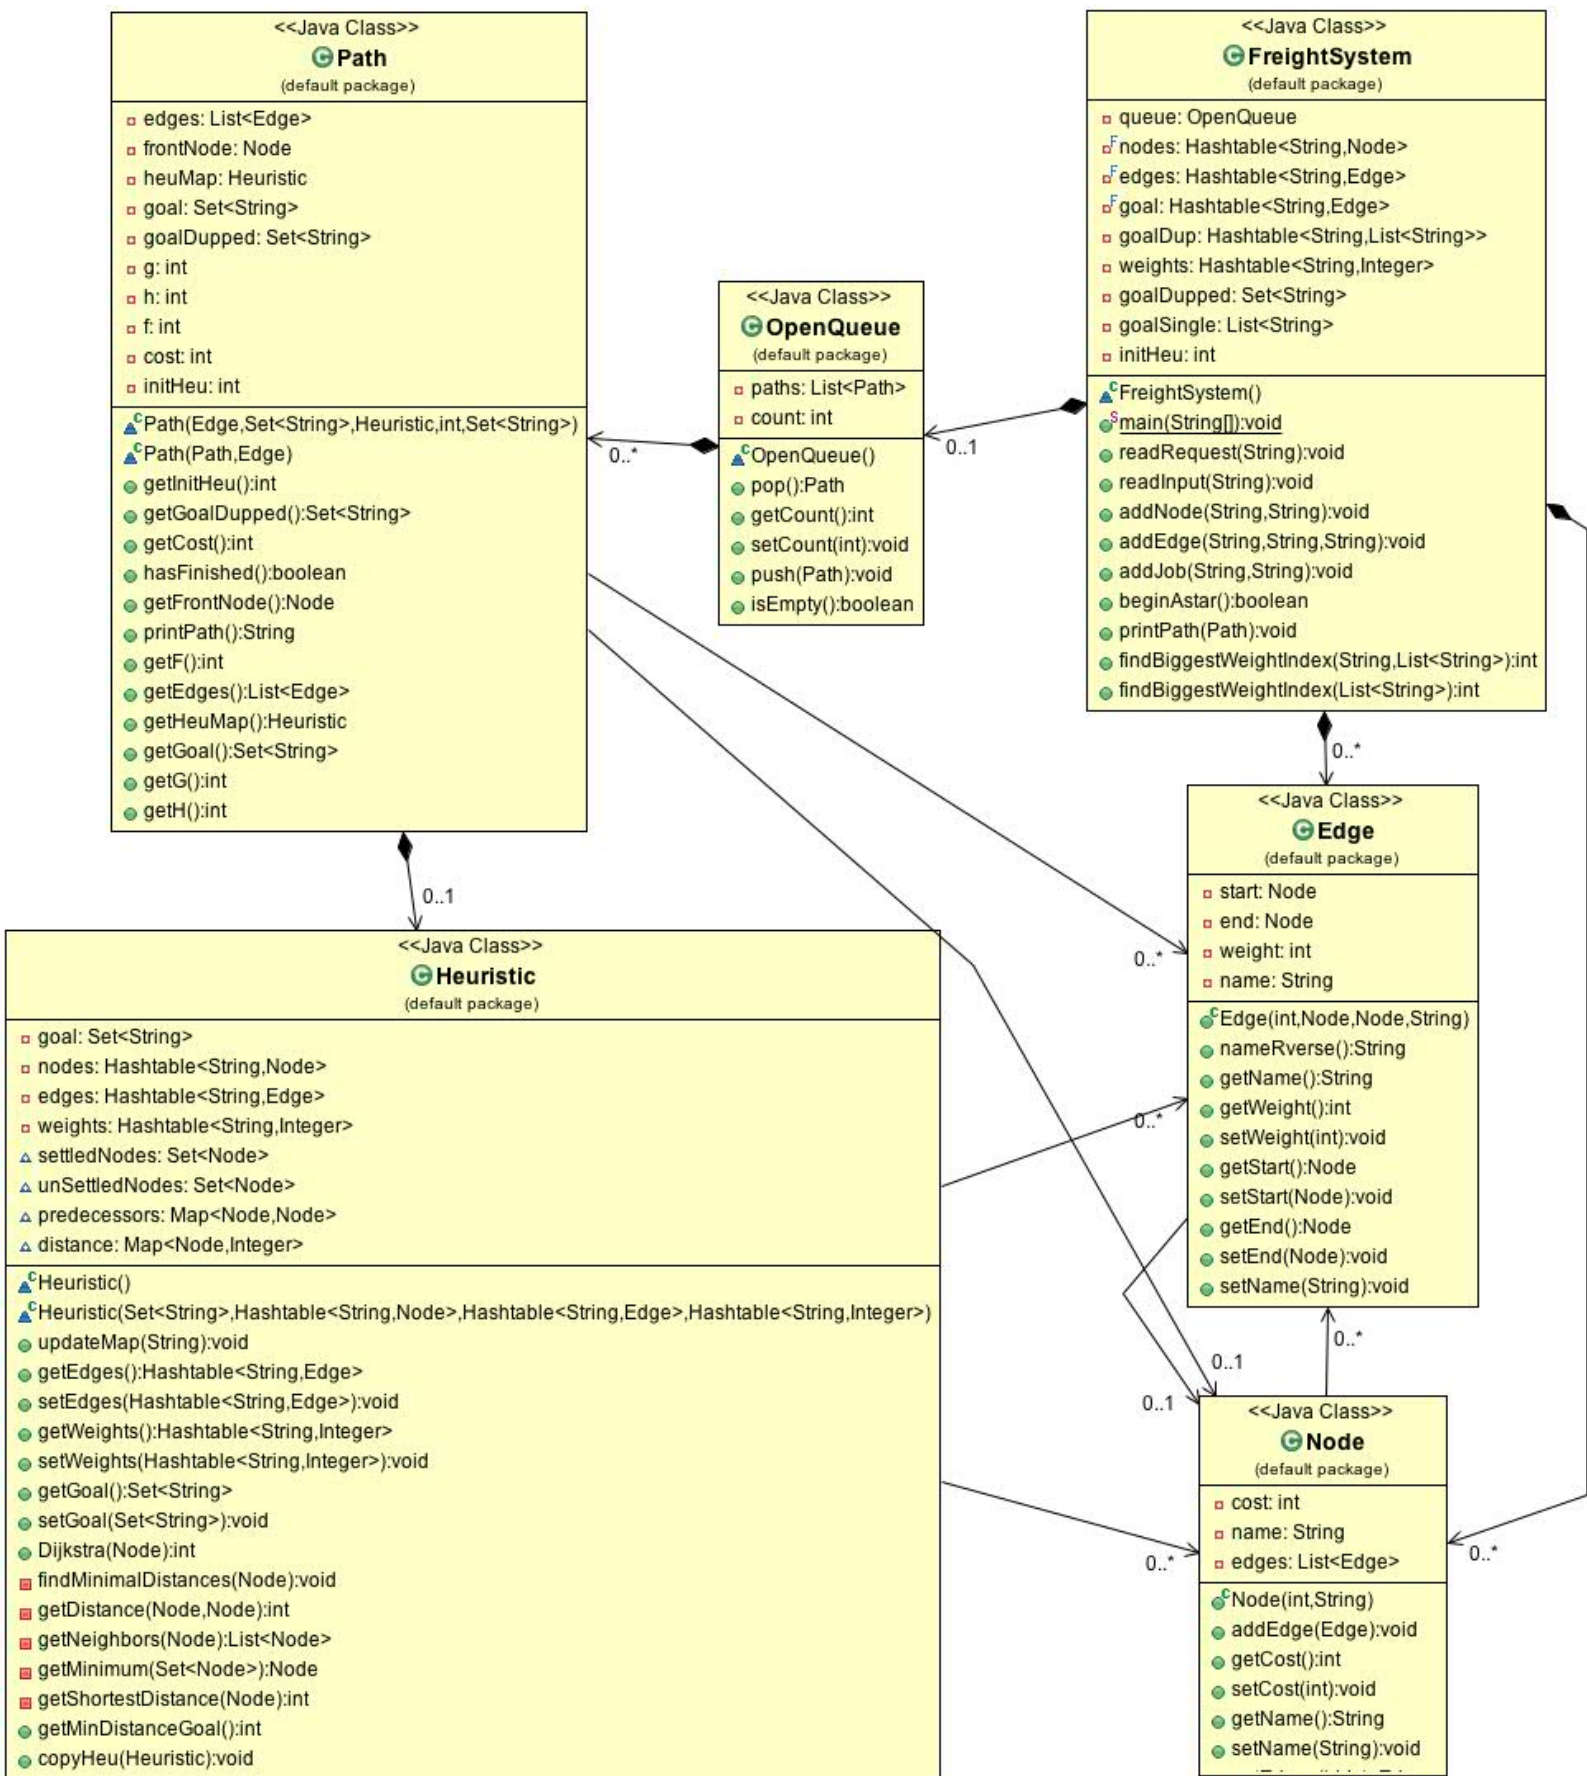 <<Java Class>>
Path
(default package)
edges: List<Edge>
frontNode: Node
heuMap: Heuristic
goal: Set<String>
goalDupped: Set<String>
g: int
h: int
f: int
cost: int
initHeu: int
Path(Edge,Set<String>,Heuristic,int,Set<String>)
Path(Path,Edge)
getInitHeu():int
getGoalDupped():Set<String>
getCost():int
hasFinished():boolean
getFrontNode():Node
printPath():String
getF():int
getEdges():List<Edge>
getHeuMap():Heuristic
getGoal():Set<String>
getG():int
getH():int
0..*
<<Java Class>>
OpenQueue
(default package)
paths: List<Path>
count: int
OpenQueue()
pop():Path
getCount():int
setCount(int):void
push(Path):void
isEmpty():boolean
0..1
<<Java Class>>
FreightSystem
(default package)
queue: OpenQueue
nodes: Hashtable<String,Node>
edges: Hashtable<String,Edge>
goal: Hashtable<String,Edge>
goalDup: Hashtable<String,List<String>>
weights: Hashtable<String,Integer>
goalDupped: Set<String>
goalSingle: List<String>
initHeu: int
FreightSystem()
main(String[]):void
readRequest(String):void
readInput(String):void
addNode(String,String):void
addEdge(String,String,String):void
addJob(String,String):void
beginAstar():boolean
printPath(Path):void
findBiggestWeightIndex(String,List<String>):int
findBiggestWeightIndex(List<String>):int
0..*
0..1
<<Java Class>>
Heuristic
(default package)
goal: Set<String>
nodes: Hashtable<String,Node>
edges: Hashtable<String,Edge>
weights: Hashtable<String,Integer>
settledNodes: Set<Node>
unSettledNodes: Set<Node>
predecessors: Map<Node,Node>
distance: Map<Node,Integer>
Heuristic()
Heuristic(Set<String>,Hashtable<String,Node>,Hashtable<String,Edge>,Hashtable<String,Integer>)
updateMap(String):void
getEdges():Hashtable<String,Edge>
setEdges(Hashtable<String,Edge>):void
getWeights():Hashtable<String,Integer>
setWeights(Hashtable<String,Integer>):void
getGoal():Set<String>
setGoal(Set<String>):void
Dijkstra(Node):int
findMinimalDistances(Node):void
getDistance(Node,Node):int
getNeighbors(Node):List<Node>
getMinimum(Set<Node>):Node
getShortestDistance(Node):int
getMinDistanceGoal():int
copyHeu(Heuristic):void
<<Java Class>>
Edge
(default package)
start: Node
end: Node
weight: int
name: String
Edge(int,Node,Node,String)
nameRverse():String
getName():String
getWeight():int
setWeight(int):void
getStart():Node
setStart(Node):void
getEnd():Node
setEnd(Node):void
setName(String):void
0..*
0..*
0..*
0..1
0..1
<<Java Class>>
Node
(default package)
cost: int
name: String
edges: List<Edge>
Node(int,String)
addEdge(Edge):void
getCost():int
setCost(int):void
getName():String
setName(String):void
0..*
0..*